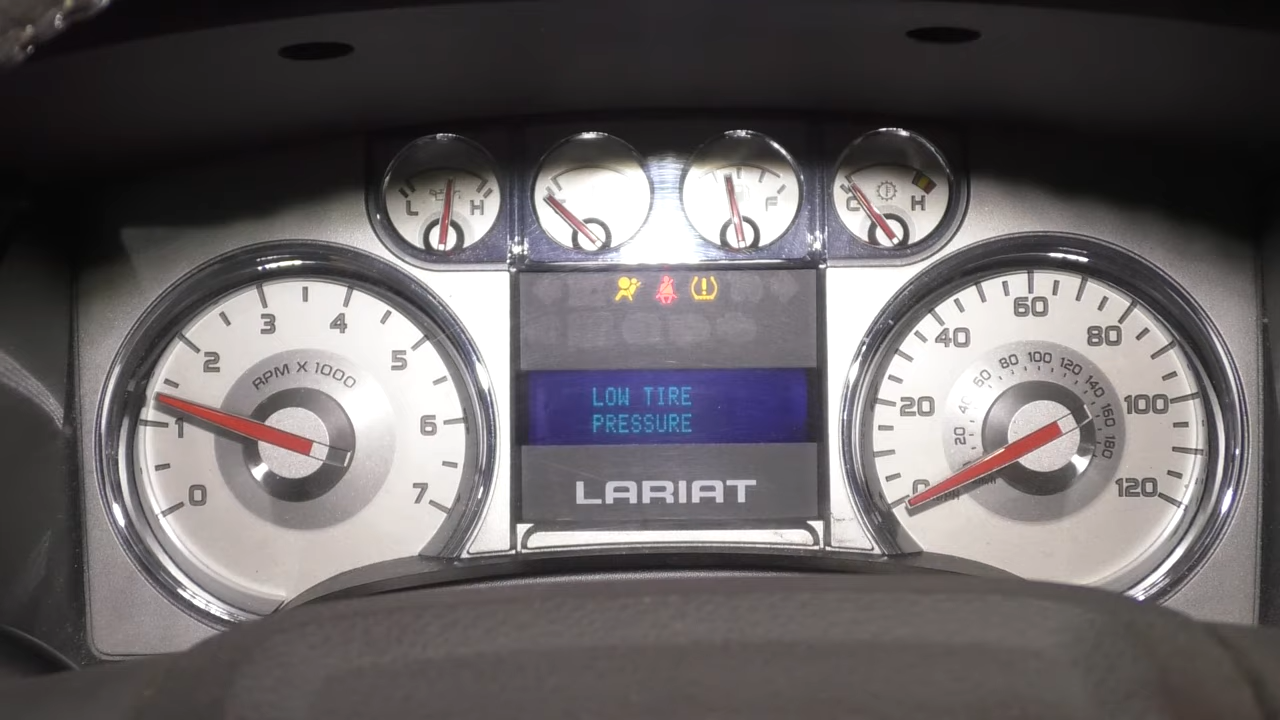 L H
F
C H
3 4
2 5
RPM X 1000
1 6
0 7
LOW TIRE
PRESSURE
LARIAT
60
40 80
20 100
0 120
20 40 60 80 100 120 140 160 180